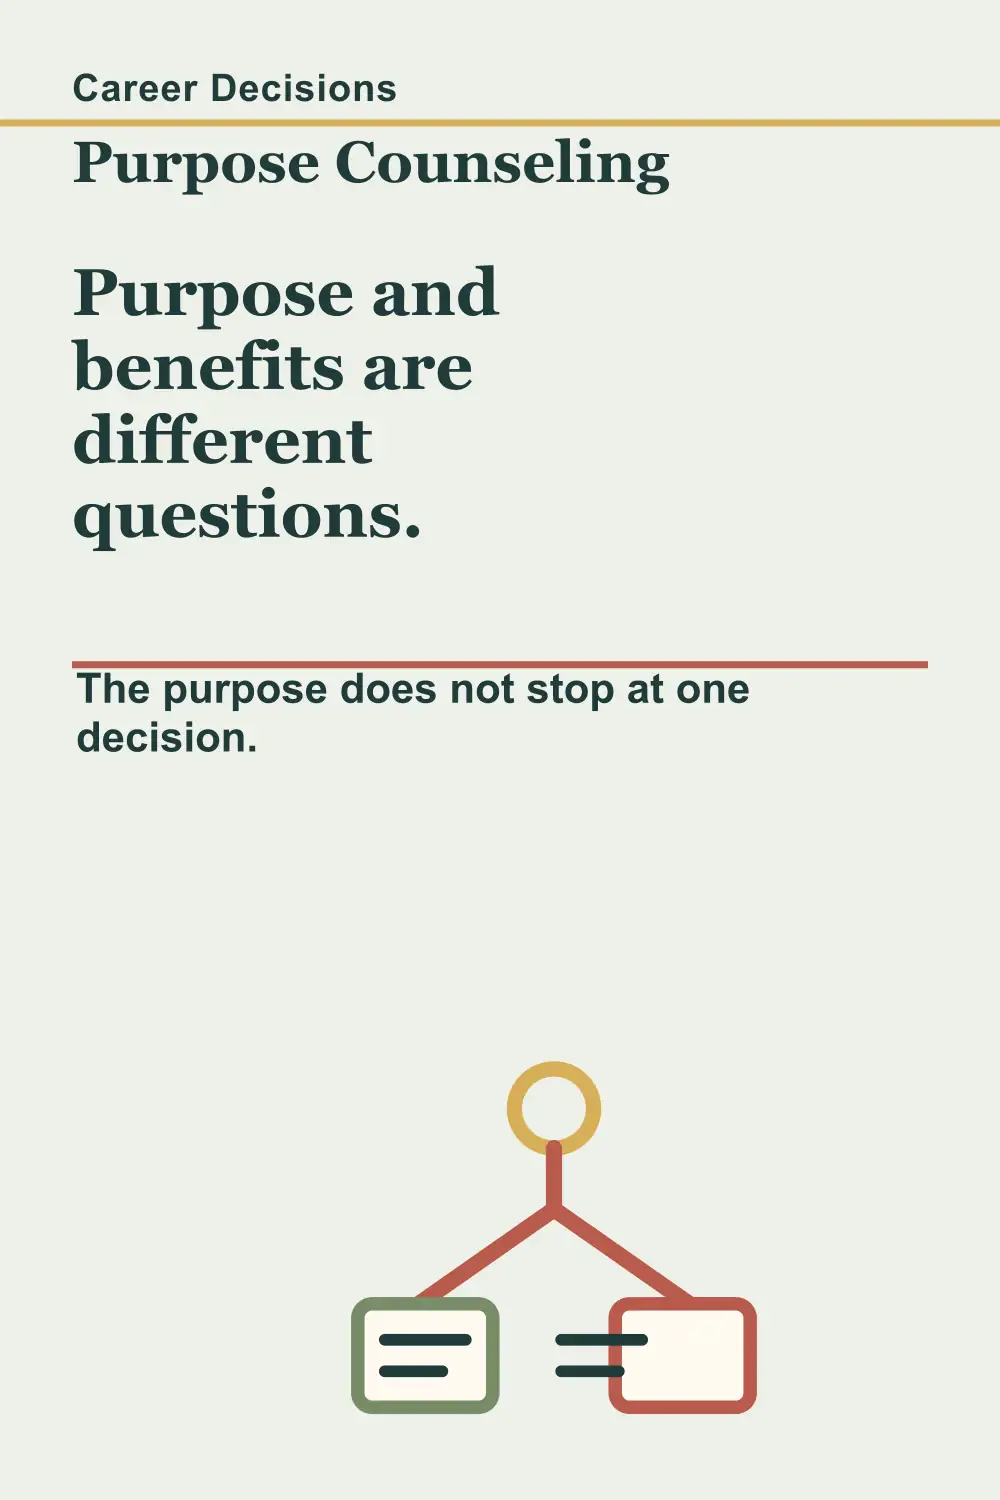 Career Decisions
Purpose Counseling
Purpose and
benefits are
different
questions.
The purpose does not stop at one
decision.